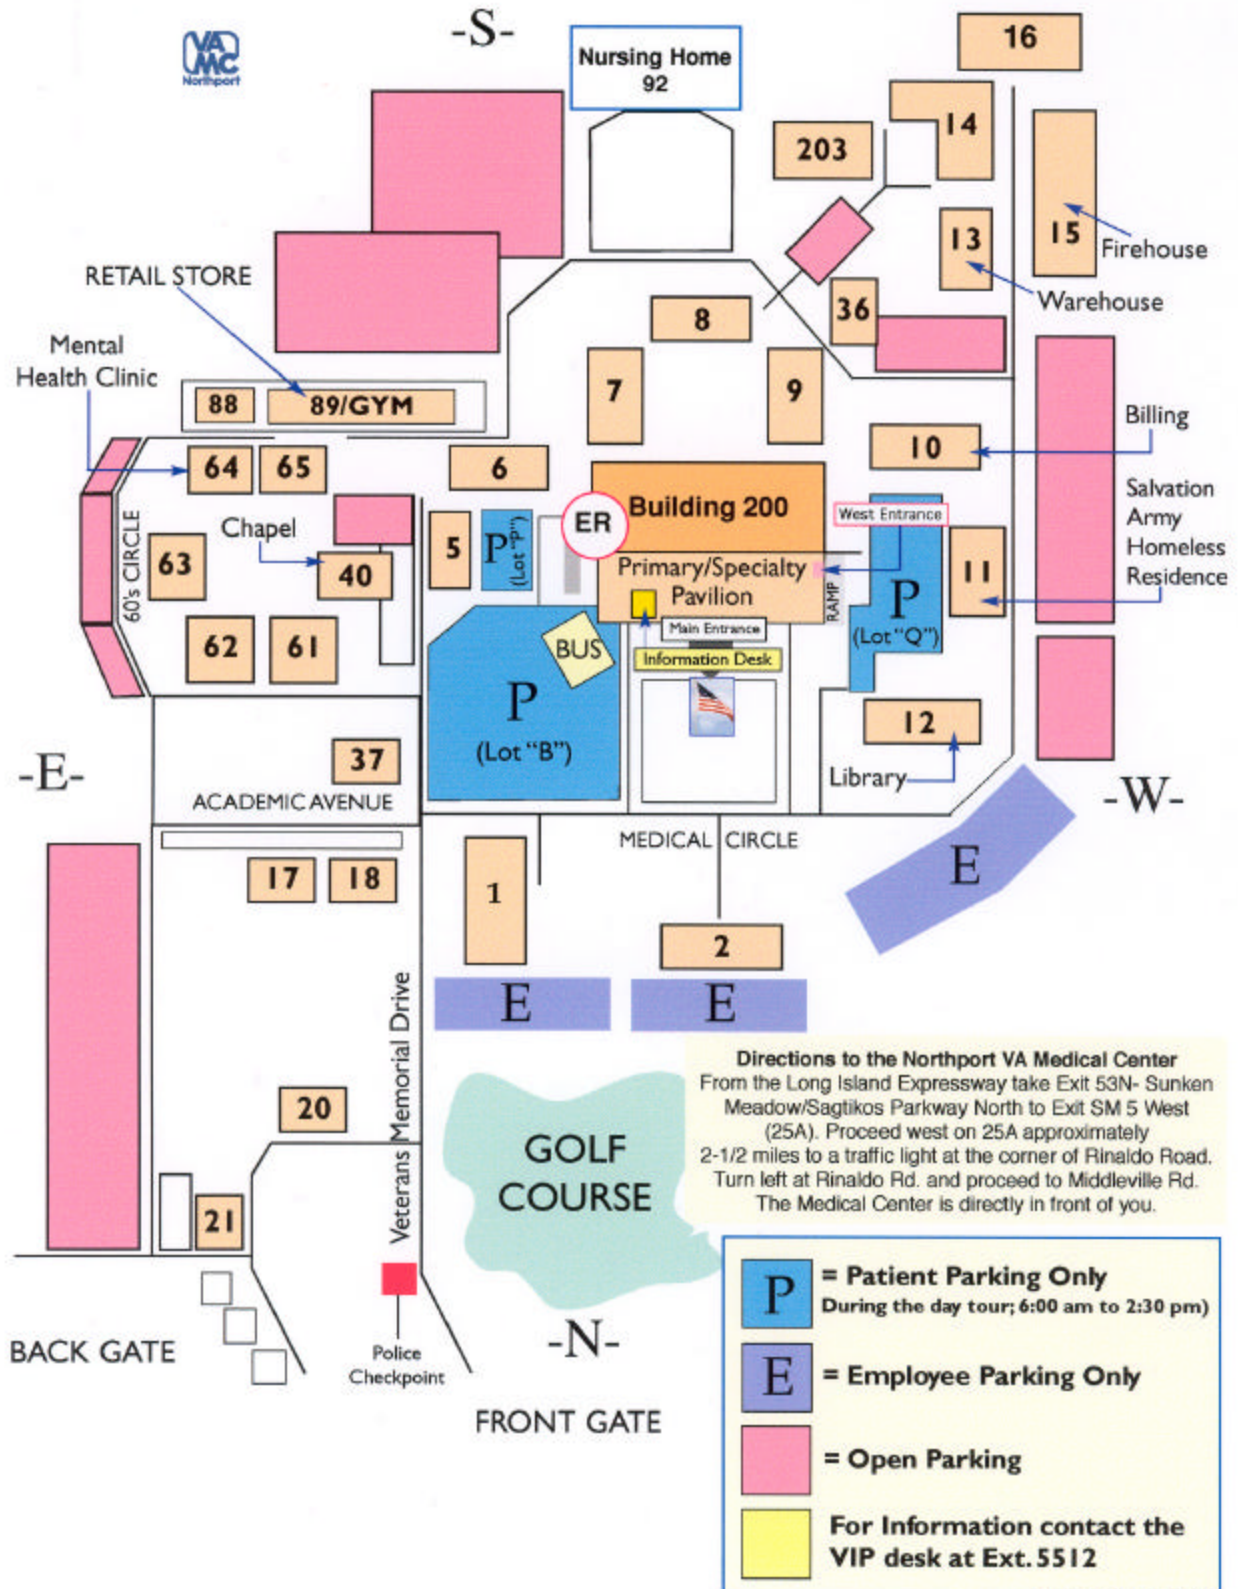 -S-
VA
MC
Northport
Nursing Home
92
16
14
203
15
13
Firehouse
Warehouse
RETAIL STORE
36
8
Mental
Health Clinic
7
9
88
89/GYM
Billing
10
64
65
6
Building 200
ER
West Entrance
Salvation
Army
Homeless
Residence
Chapel
5
P
(Lot "P")
63
40
60's CIRCLE
Primary/Specialty
Pavilion
RAMP
11
P
(Lot "Q")
62
61
BUS
Main Entrance
Information Desk
P
(Lot "B")
12
37
Library
-E-
-W-
ACADEMIC AVENUE
MEDICAL CIRCLE
17
18
1
E
2
E
E
Veterans Memorial Drive
20
21
GOLF
COURSE
Directions to the Northport VA Medical Center
From the Long Island Expressway take Exit 53N- Sunken
Meadow/Sagtikos Parkway North to Exit SM 5 West
(25A). Proceed west on 25A approximately
2-1/2 miles to a traffic light at the corner of Rinaldo Road.
Turn left at Rinaldo Rd. and proceed to Middleville Rd.
The Medical Center is directly in front of you.
BACK GATE
Police
Checkpoint
-N-
FRONT GATE
P
= Patient Parking Only
During the day tour; 6:00 am to 2:30 pm)
E
= Employee Parking Only
= Open Parking
For Information contact the
VIP desk at Ext. 5512